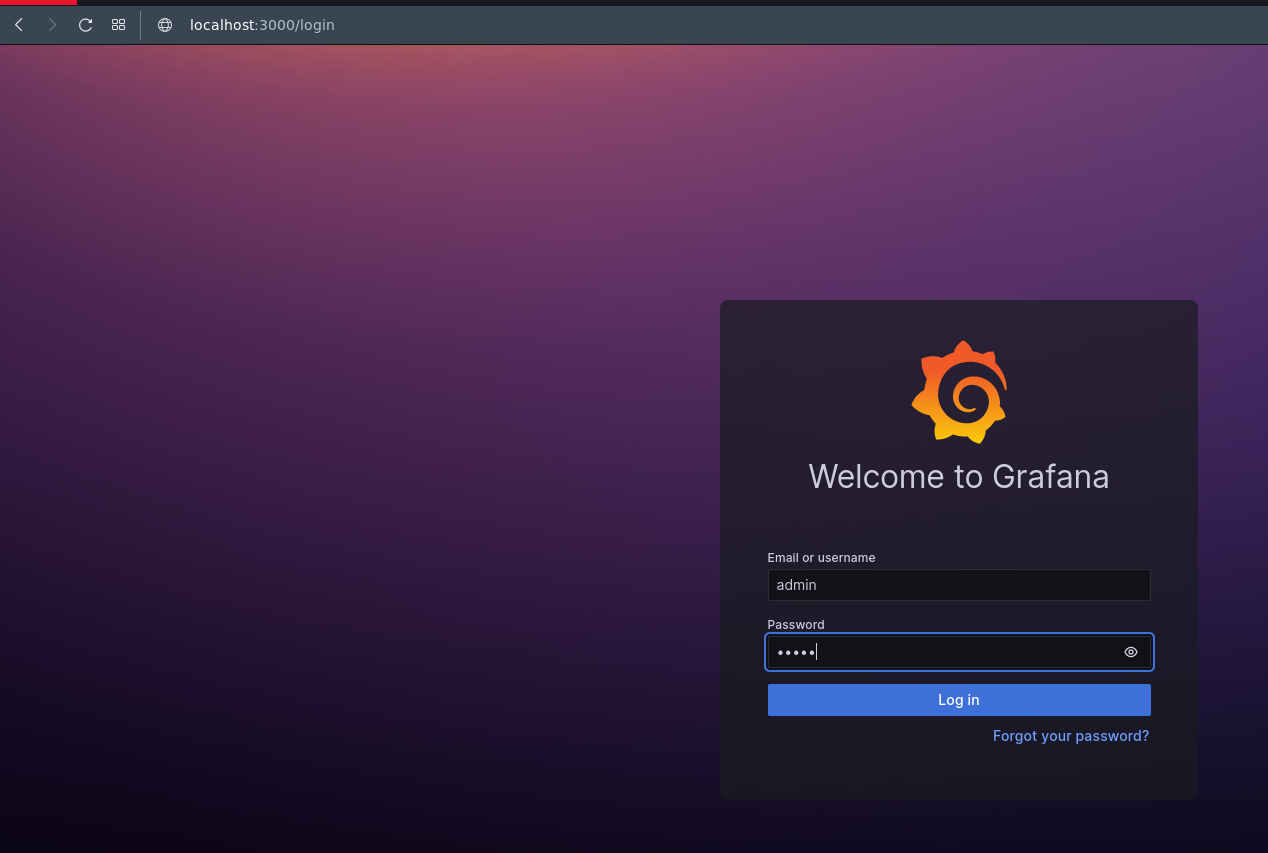 localhost:3000/login
Welcome to Grafana
Email or username
admin
Password
•••••
Log in
Forgot your password?